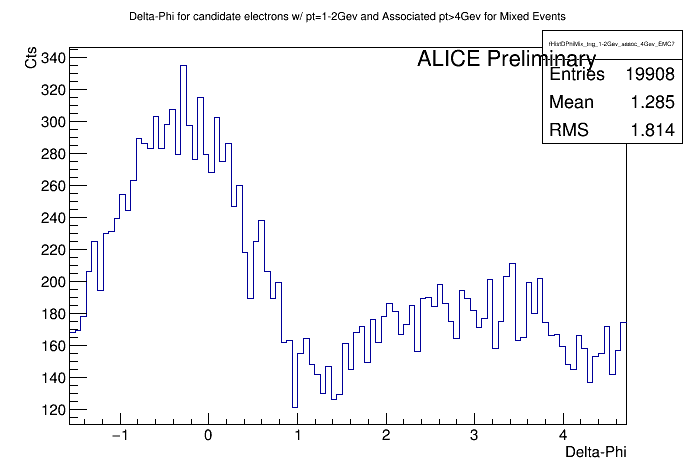 Delta-Phi for candidate electrons w/ pt=1-2Gev and Associated pt>4Gev for Mixed Events
Cts
ALICE Preliminary
fHistDPhiMix_trig_1-2Gev_assoc_4Gev_EMC7
Entries 19908
Mean 1.285
RMS 1.814
340
320
300
280
260
240
220
200
180
160
140
120
−1 0 1 2 3 4
Delta-Phi